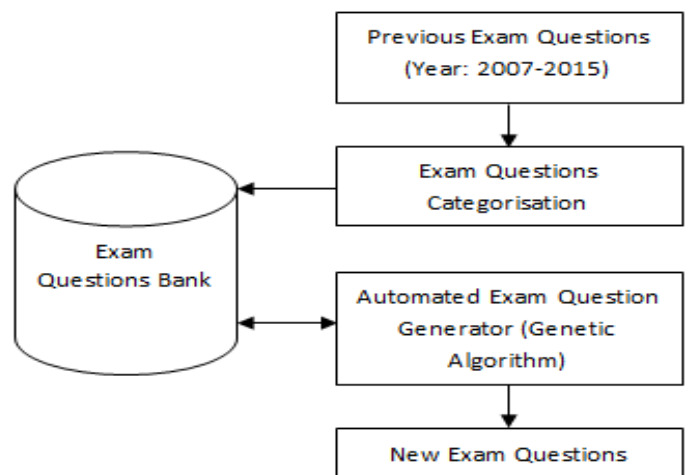 Previous Exam Questions
(Year: 2007-2015)
Exam Questions
Categorisation
Exam
Questions Bank
Automated Exam Question
Generator (Genetic
Algorithm)
New Exam Questions